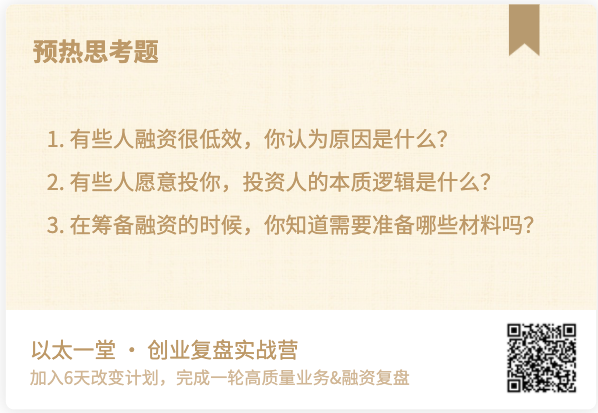 预热思考题
1. 有些人融资很低效，你认为原因是什么？
2. 有些人愿意投你，投资人的本质逻辑是什么？
3. 在筹备融资的时候，你知道需要准备哪些材料吗？
以太一堂 · 创业复盘实战营
加入6天改变计划，完成一轮高质量业务&融资复盘